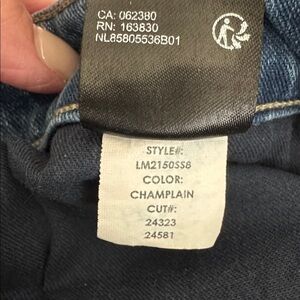 CA: 062380
RN: 163830
NL85805536B01
STYLE#:
LM2150SS8
COLOR:
CHAMPLAIN
CUT#:
24323
24581